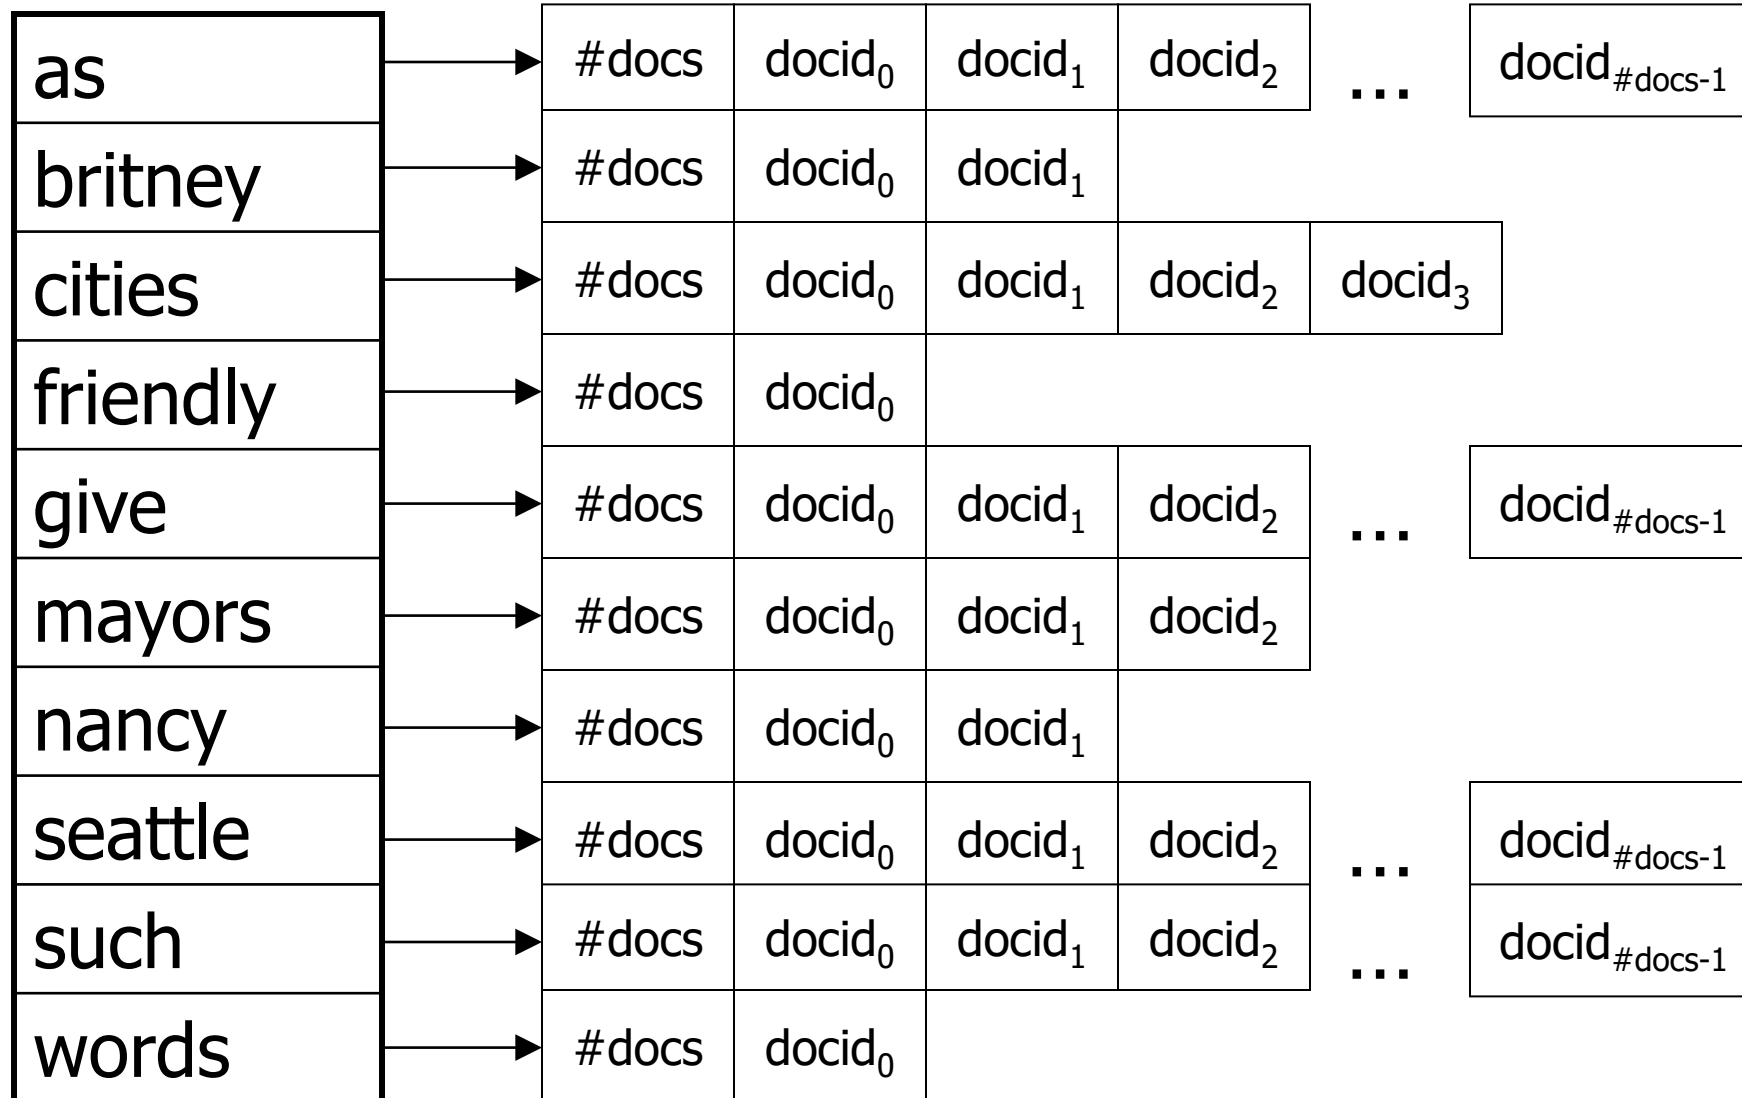 as #docs docid₀ docid₁ docid₂ ... docid#docs-1
britney #docs docid₀ docid₁
cities #docs docid₀ docid₁ docid₂ docid₃
friendly #docs docid₀
give #docs docid₀ docid₁ docid₂ ... docid#docs-1
mayors #docs docid₀ docid₁ docid₂
nancy #docs docid₀ docid₁
seattle #docs docid₀ docid₁ docid₂ ... docid#docs-1
such #docs docid₀ docid₁ docid₂ ... docid#docs-1
words #docs docid₀